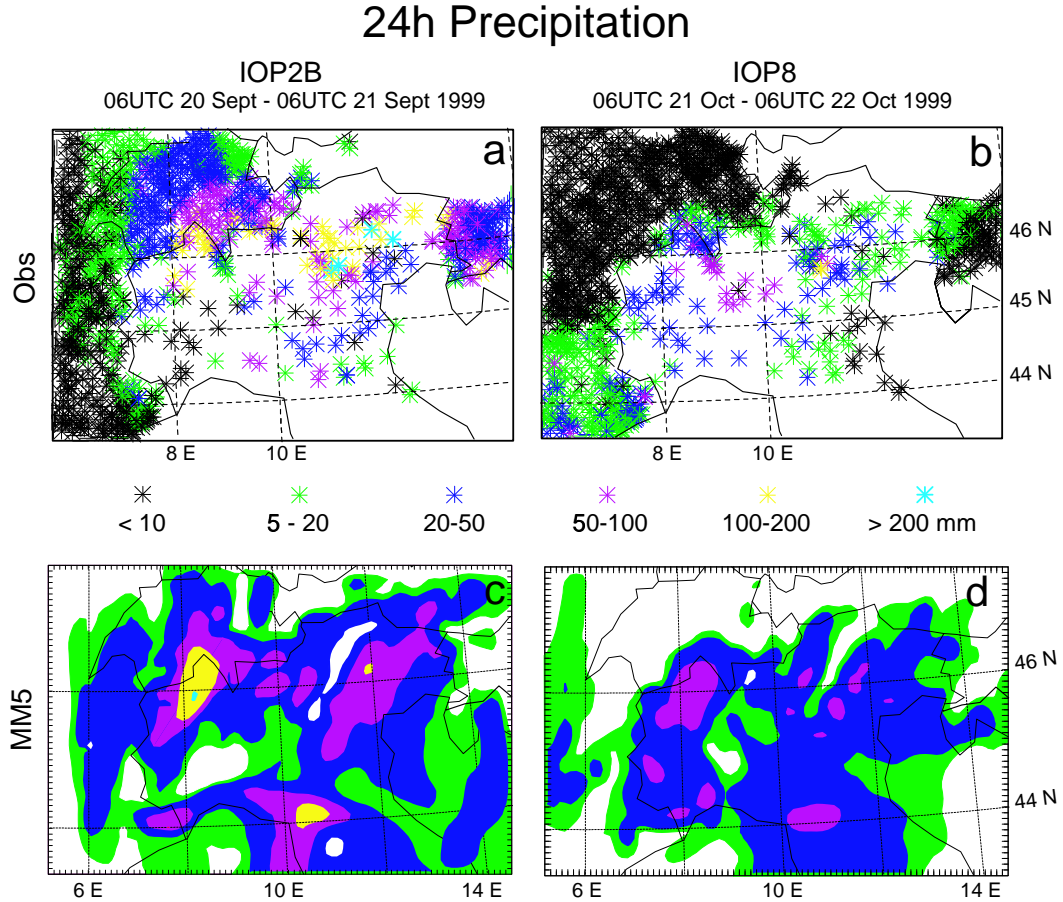 24h Precipitation
IOP2B
06UTC 20 Sept - 06UTC 21 Sept 1999
IOP8
06UTC 21 Oct - 06UTC 22 Oct 1999
Obs
a
b
46 N
45 N
44 N
8 E
10 E
8 E
10 E
< 10
5 - 20
20-50
50-100
100-200
> 200 mm
MM5
c
d
46 N
44 N
6 E
10 E
14 E
6 E
10 E
14 E